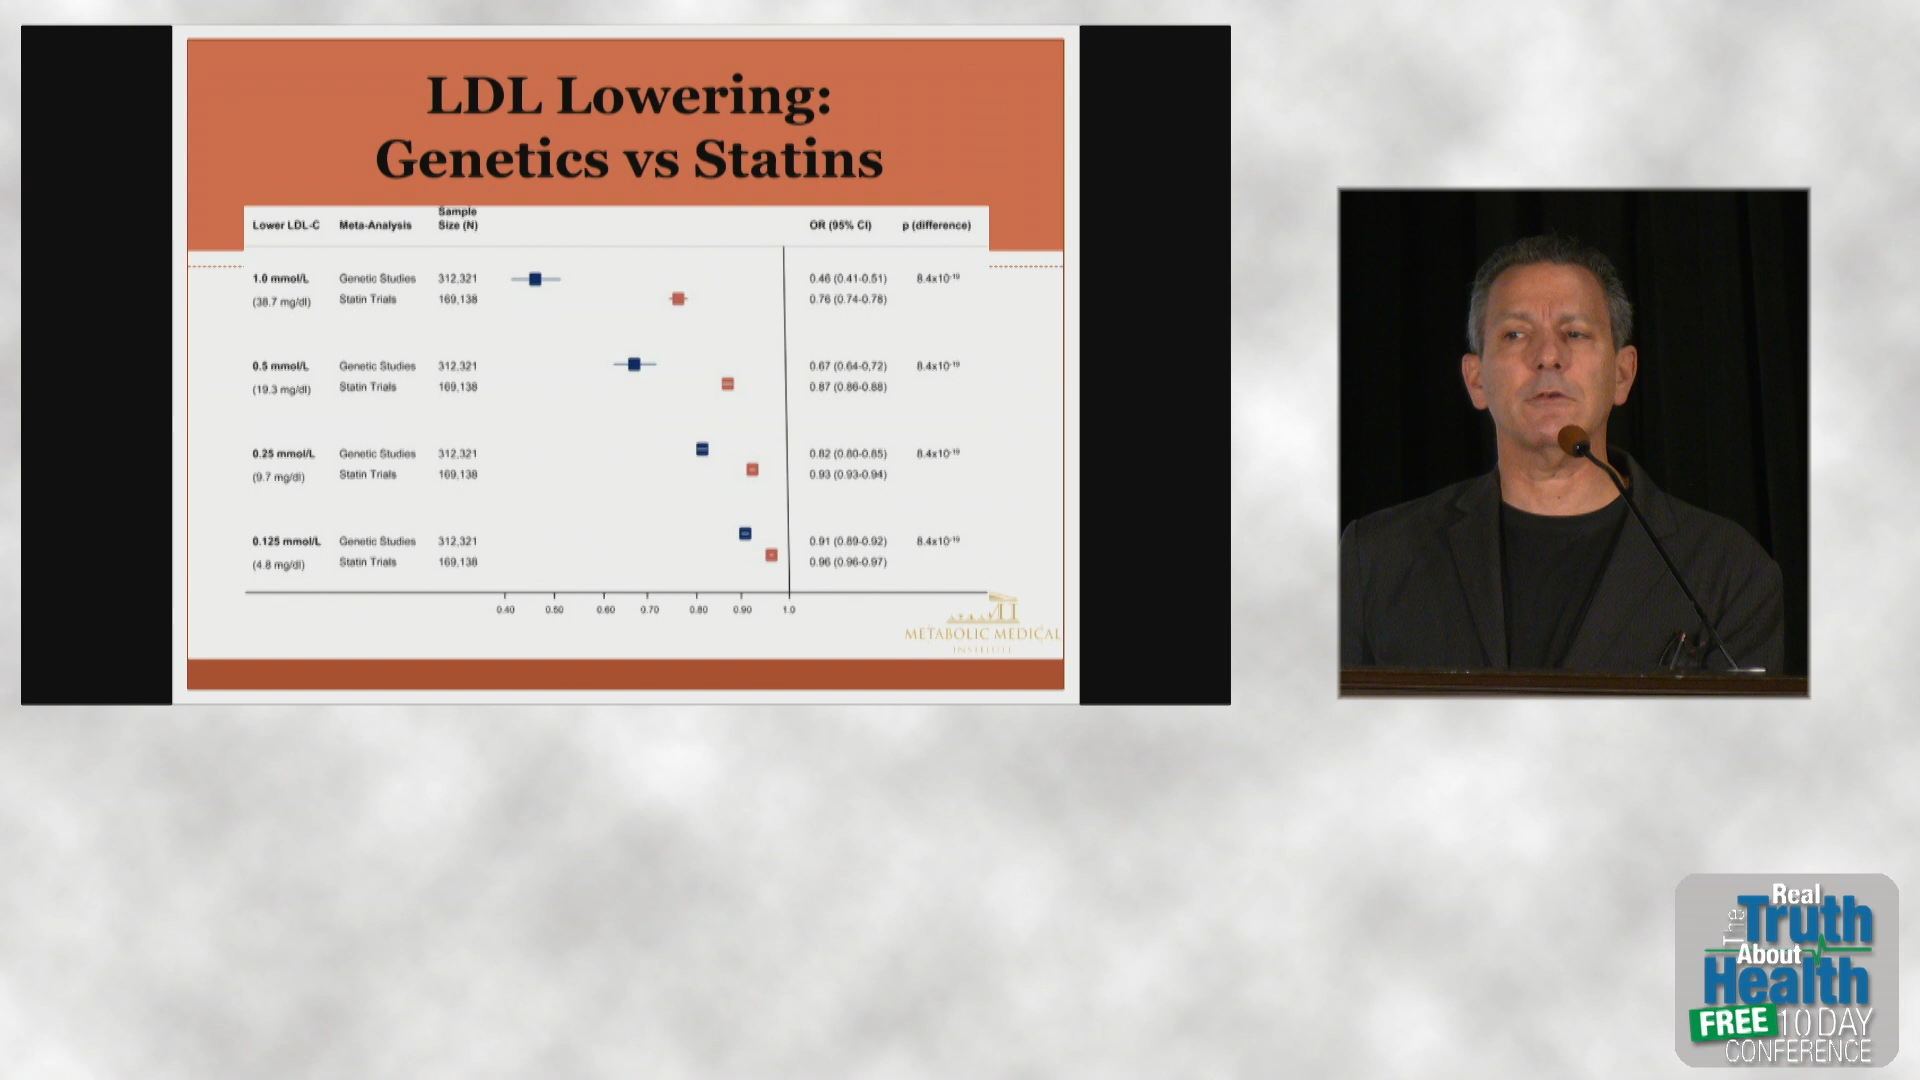 LDL Lowering:
Genetics vs Statins
Lower LDL-C Meta-Analysis Sample Size (N) OR (95% CI) p (difference)
1.0 mmol/L Genetic Studies 312,321 0.46 (0.41-0.51) 8.4x10⁻¹⁹
(38.7 mg/dl) Statin Trials 169,138 0.76 (0.74-0.78)
0.5 mmol/L Genetic Studies 312,321 0.67 (0.64-0.72) 8.4x10⁻¹⁹
(19.3 mg/dl) Statin Trials 169,138 0.87 (0.86-0.88)
0.25 mmol/L Genetic Studies 312,321 0.82 (0.80-0.85) 8.4x10⁻¹⁹
(9.7 mg/dl) Statin Trials 169,138 0.93 (0.93-0.94)
0.125 mmol/L Genetic Studies 312,321 0.91 (0.89-0.92) 8.4x10⁻¹⁹
(4.8 mg/dl) Statin Trials 169,138 0.96 (0.96-0.97)
0.40 0.50 0.60 0.70 0.80 0.90 1.0
METABOLIC MEDICAL
INSTITUTE
The Real
Truth
About
Health
FREE 10 DAY
CONFERENCE